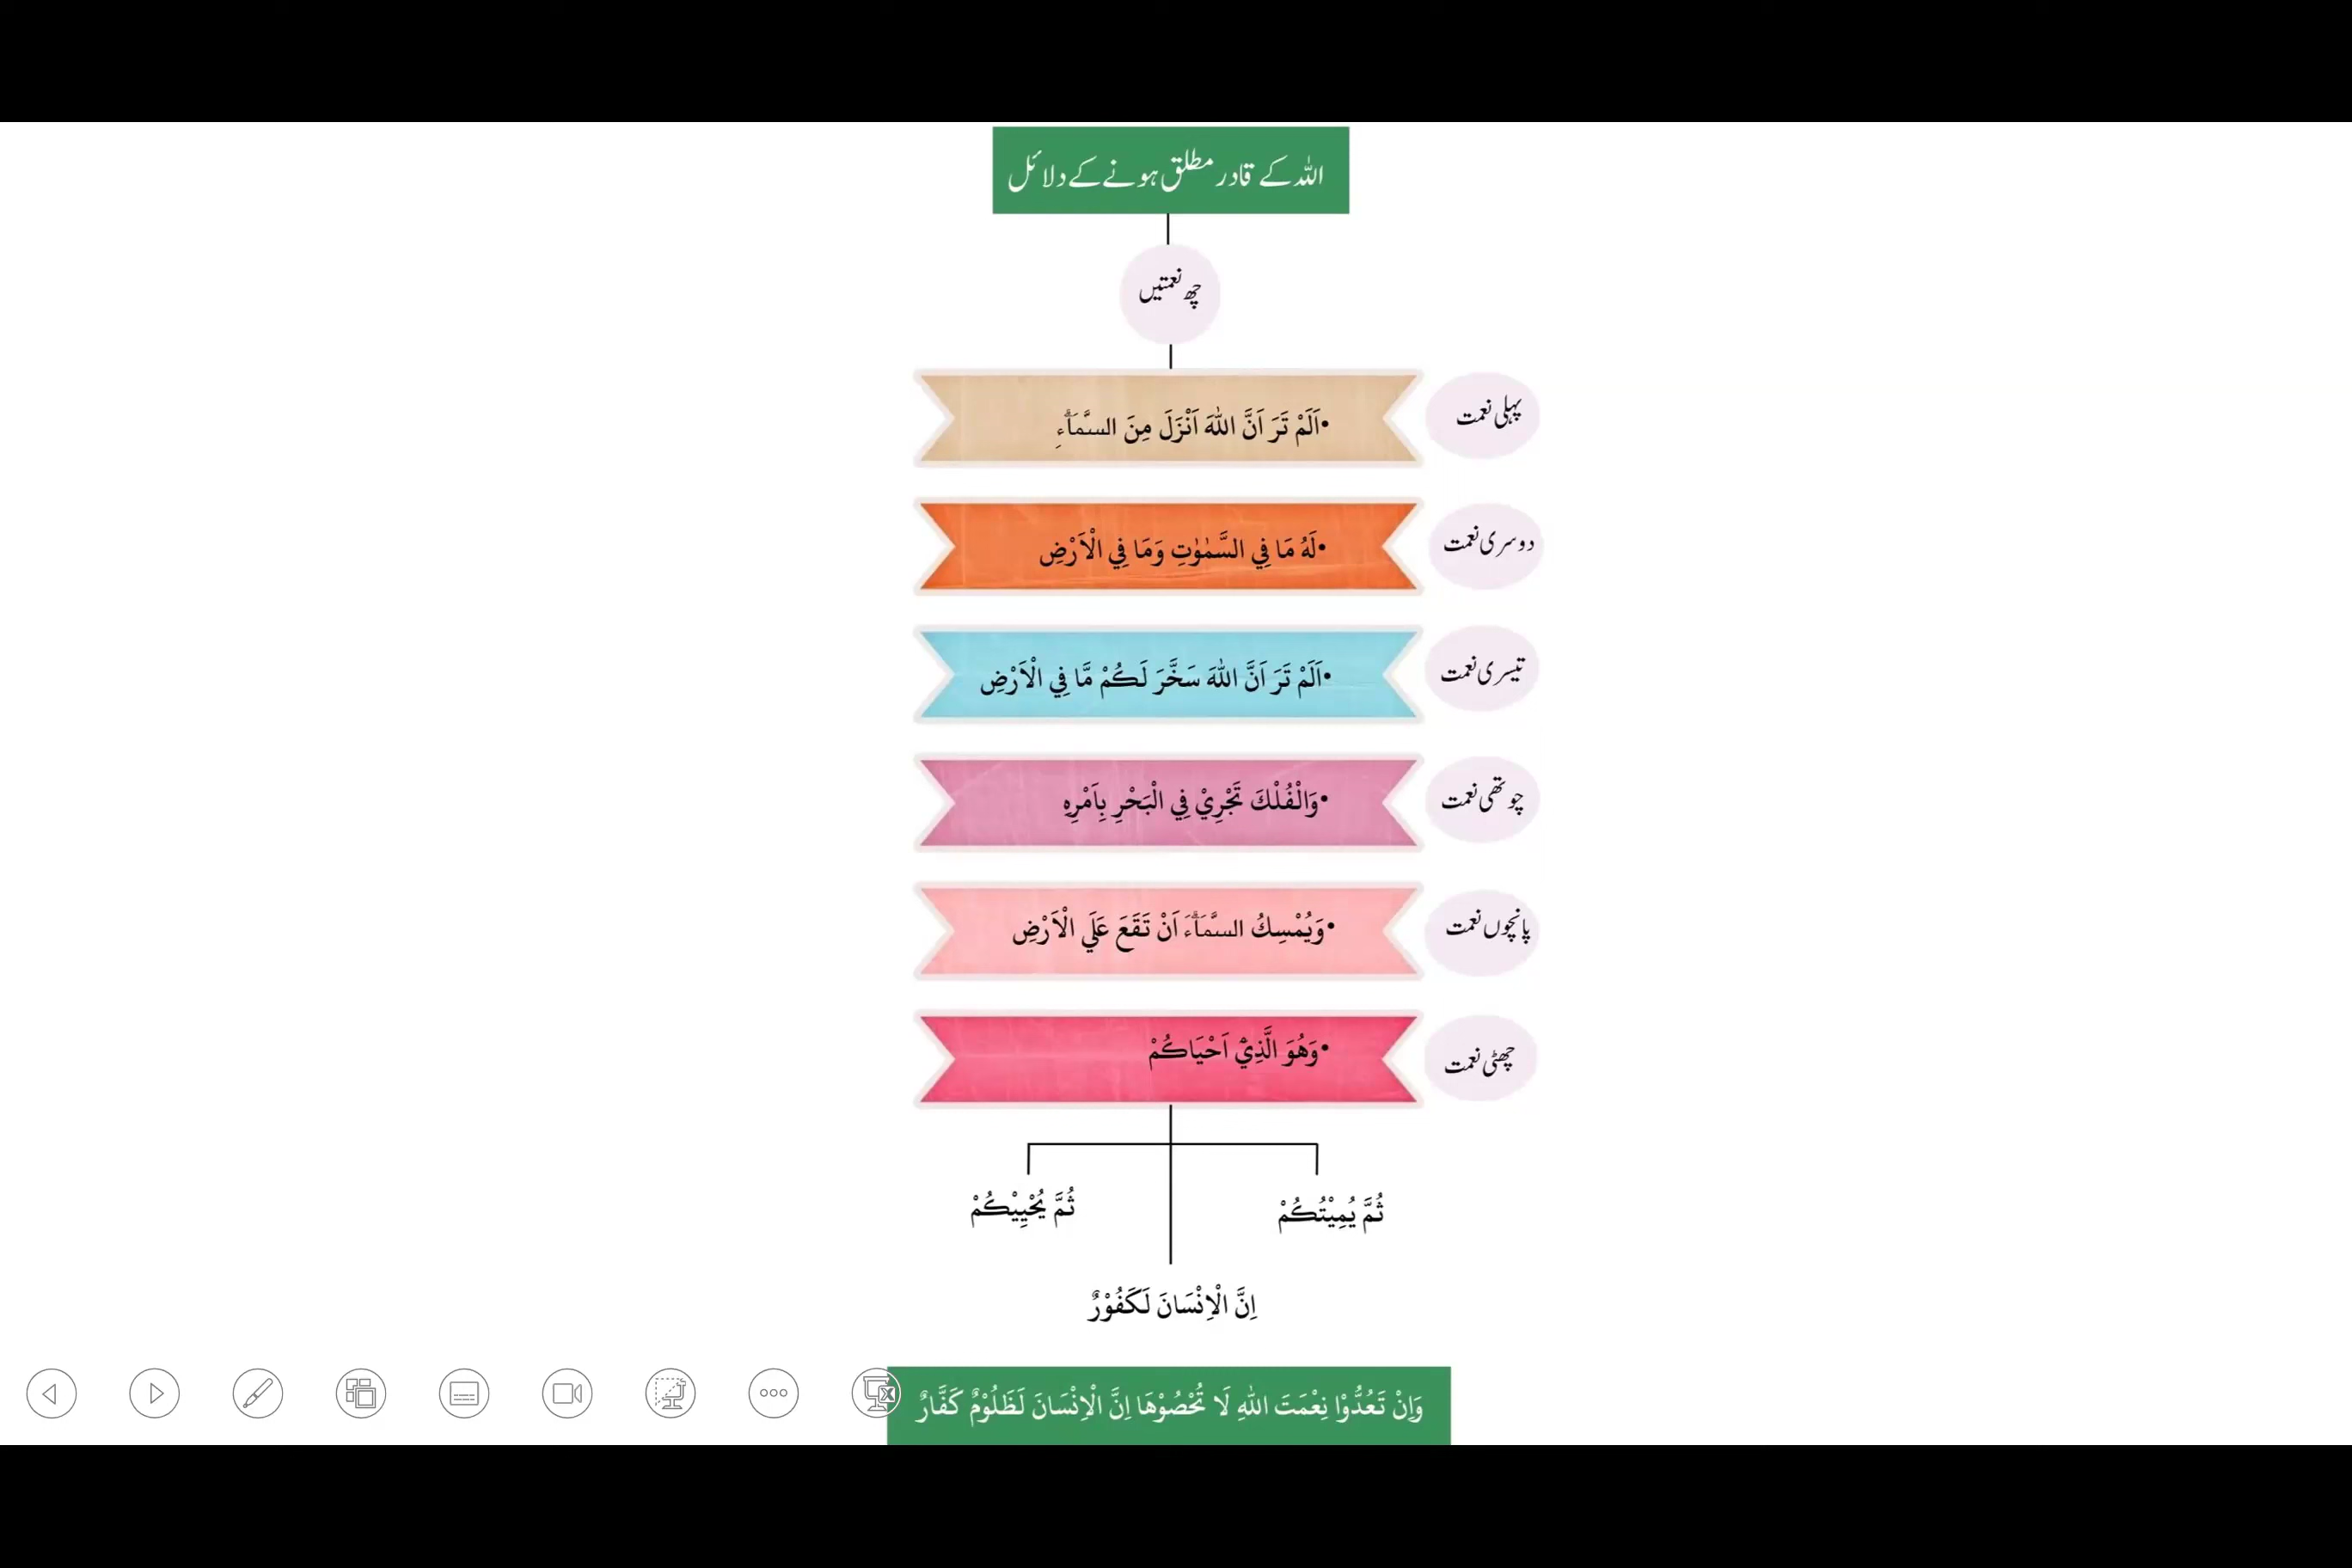 اللہ کے قادر مطلق ہونے کے دلائل
چھ نعمتیں
پہلی نعمت
•اَلَمْ تَرَ اَنَّ اللّٰهَ اَنْزَلَ مِنَ السَّمَآءِ
دوسری نعمت
•لَهُ مَا فِي السَّمٰوٰتِ وَمَا فِي الْاَرْضِ
تیسری نعمت
•اَلَمْ تَرَ اَنَّ اللّٰهَ سَخَّرَ لَكُمْ مَّا فِي الْاَرْضِ
چوتھی نعمت
•وَالْفُلْكَ تَجْرِيْ فِي الْبَحْرِ بِاَمْرِهٖ
پانچوں نعمت
•وَيُمْسِكُ السَّمَآءَ اَنْ تَقَعَ عَلَي الْاَرْضِ
چھٹی نعمت
•وَهُوَ الَّذِيْٓ اَحْيَاكُمْ
ثُمَّ يُمِيْتُكُمْ
ثُمَّ يُحْيِيْكُمْ
اِنَّ الْاِنْسَانَ لَكَفُوْرٌ
وَاِنْ تَعُدُّوْا نِعْمَتَ اللّٰهِ لَا تُحْصُوْهَا اِنَّ الْاِنْسَانَ لَظَلُوْمٌ كَفَّارٌ